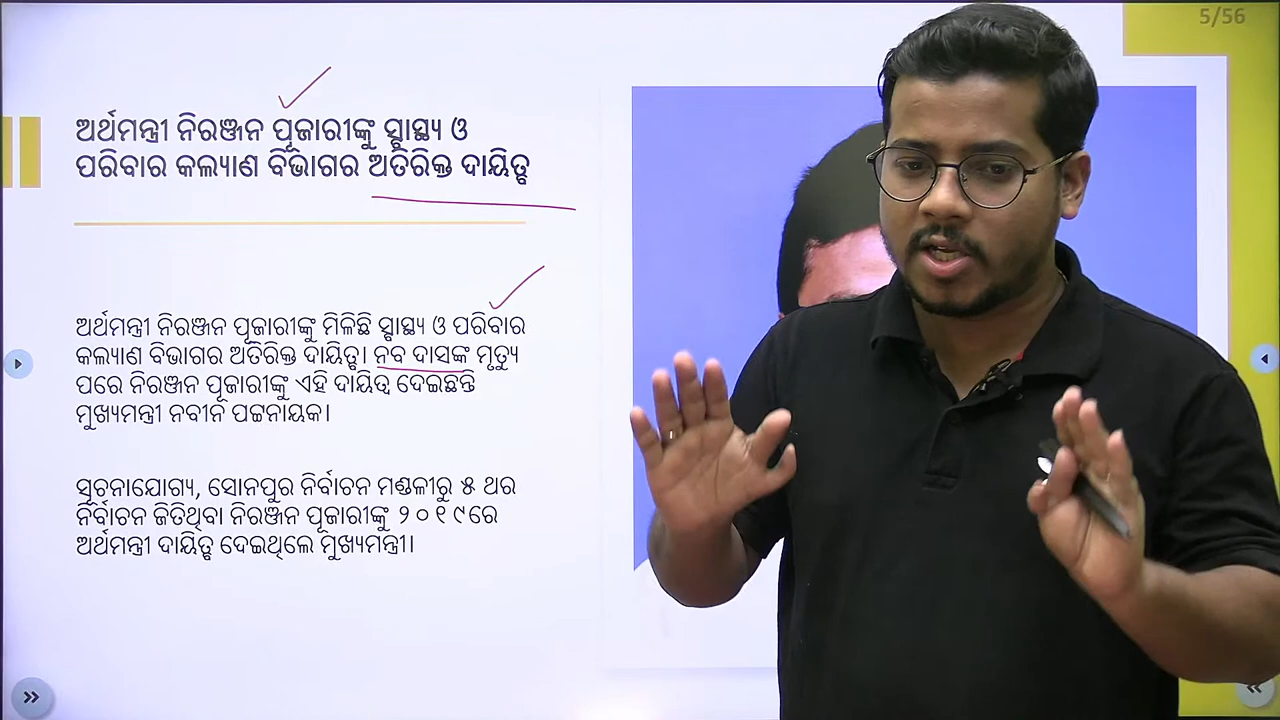 5/56
ଅର୍ଥମନ୍ତ୍ରୀ ନିରଞ୍ଜନ ପୂଜାରୀଙ୍କୁ ସ୍ୱାସ୍ଥ୍ୟ ଓ
ପରିବାର କଲ୍ୟାଣ ବିଭାଗର ଅତିରିକ୍ତ ଦାୟିତ୍ୱ
ଅର୍ଥମନ୍ତ୍ରୀ ନିରଞ୍ଜନ ପୂଜାରୀଙ୍କୁ ମିଳିଛି ସ୍ୱାସ୍ଥ୍ୟ ଓ ପରିବାର
କଲ୍ୟାଣ ବିଭାଗର ଅତିରିକ୍ତ ଦାୟିତ୍ୱ। ନବ ଦାସଙ୍କ ମୃତ୍ୟୁ
ପରେ ନିରଞ୍ଜନ ପୂଜାରୀଙ୍କୁ ଏହି ଦାୟିତ୍ୱ ଦେଇଛନ୍ତି
ମୁଖ୍ୟମନ୍ତ୍ରୀ ନବୀନ ପଟ୍ଟନାୟକ।
ସୂଚନାଯୋଗ୍ୟ, ସୋନପୁର ନିର୍ବାଚନ ମଣ୍ଡଳୀରୁ ୫ ଥର
ନିର୍ବାଚନ ଜିତିଥିବା ନିରଞ୍ଜନ ପୂଜାରୀଙ୍କୁ ୨୦୧୯ରେ
ଅର୍ଥମନ୍ତ୍ରୀ ଦାୟିତ୍ୱ ଦେଇଥିଲେ ମୁଖ୍ୟମନ୍ତ୍ରୀ।